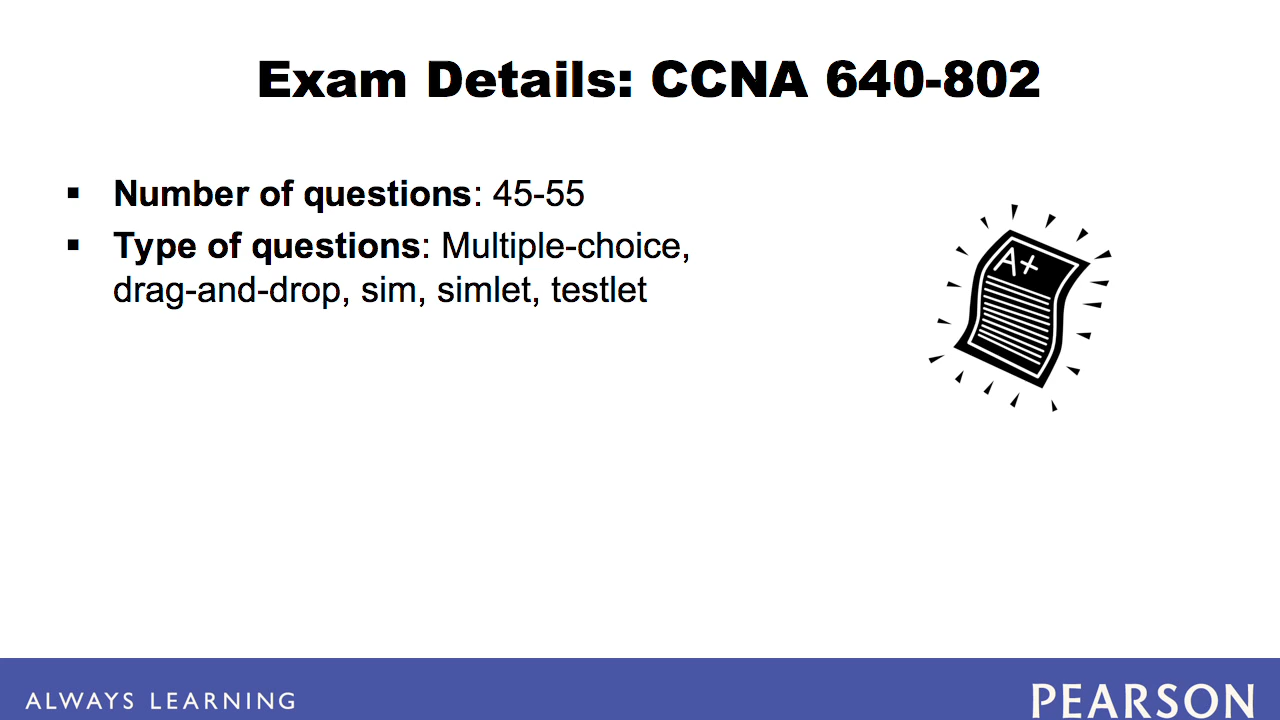 Exam Details: CCNA 640-802
▪ Number of questions: 45-55
▪ Type of questions: Multiple-choice,
drag-and-drop, sim, simlet, testlet
A+
ALWAYS LEARNING
PEARSON